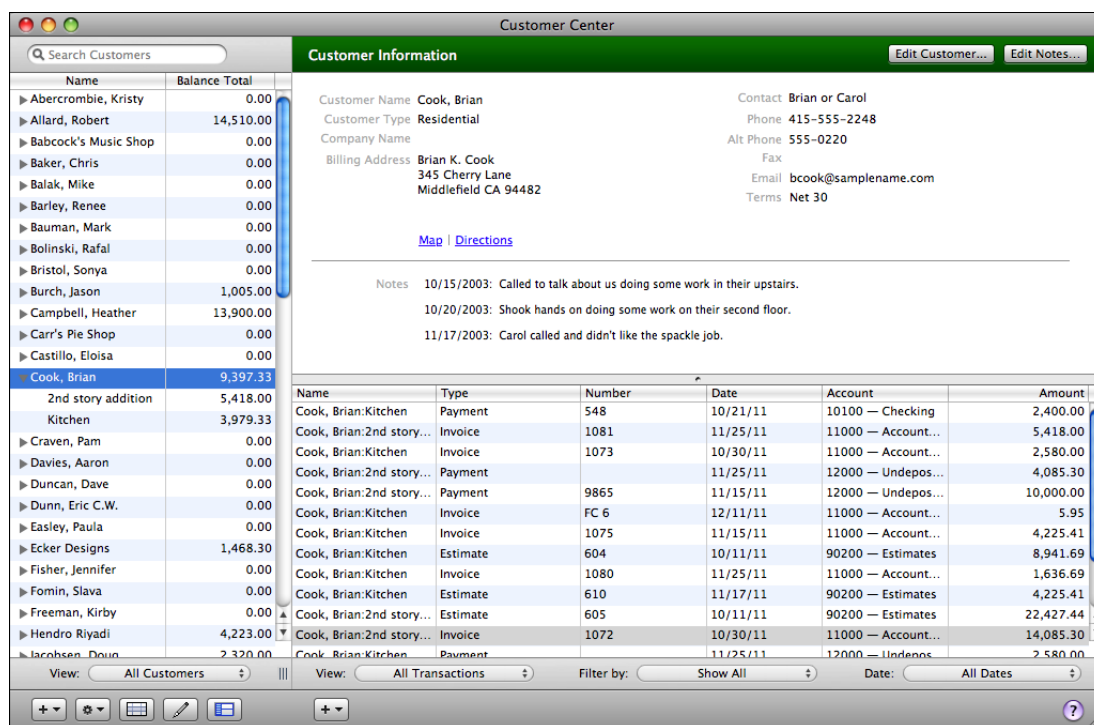 Customer Center
Search Customers
Name Balance Total
Abercrombie, Kristy 0.00
Allard, Robert 14,510.00
Babcock's Music Shop 0.00
Baker, Chris 0.00
Balak, Mike 0.00
Barley, Renee 0.00
Bauman, Mark 0.00
Bolinski, Rafal 0.00
Bristol, Sonya 0.00
Burch, Jason 1,005.00
Campbell, Heather 13,900.00
Carr's Pie Shop 0.00
Castillo, Eloisa 0.00
Cook, Brian 9,397.33
2nd story addition 5,418.00
Kitchen 3,979.33
Craven, Pam 0.00
Davies, Aaron 0.00
Duncan, Dave 0.00
Dunn, Eric C.W. 0.00
Easley, Paula 0.00
Ecker Designs 1,468.30
Fisher, Jennifer 0.00
Fomin, Slava 0.00
Freeman, Kirby 0.00
Hendro Riyadi 4,223.00
Jacobsen, Doug 2,320.00
View: All Customers
Customer Information Edit Customer... Edit Notes...
Customer Name Cook, Brian
Customer Type Residential
Company Name
Billing Address Brian K. Cook
345 Cherry Lane
Middlefield CA 94482
Contact Brian or Carol
Phone 415-555-2248
Alt Phone 555-0220
Fax
Email bcook@samplename.com
Terms Net 30
Map | Directions
Notes 10/15/2003: Called to talk about us doing some work in their upstairs.
10/20/2003: Shook hands on doing some work on their second floor.
11/17/2003: Carol called and didn't like the spackle job.
Name Type Number Date Account Amount
Cook, Brian:Kitchen Payment 548 10/21/11 10100 — Checking 2,400.00
Cook, Brian:2nd story... Invoice 1081 11/25/11 11000 — Account... 5,418.00
Cook, Brian:Kitchen Invoice 1073 10/30/11 11000 — Account... 2,580.00
Cook, Brian:2nd story... Payment 11/25/11 12000 — Undepos... 4,085.30
Cook, Brian:2nd story... Payment 9865 11/15/11 12000 — Undepos... 10,000.00
Cook, Brian:Kitchen Invoice FC 6 12/11/11 11000 — Account... 5.95
Cook, Brian:Kitchen Invoice 1075 11/15/11 11000 — Account... 4,225.41
Cook, Brian:Kitchen Estimate 604 10/11/11 90200 — Estimates 8,941.69
Cook, Brian:Kitchen Invoice 1080 11/25/11 11000 — Account... 1,636.69
Cook, Brian:Kitchen Estimate 610 11/17/11 90200 — Estimates 4,225.41
Cook, Brian:2nd story... Estimate 605 10/11/11 90200 — Estimates 22,427.44
Cook, Brian:2nd story... Invoice 1072 10/30/11 11000 — Account... 14,085.30
Cook, Brian:Kitchen Payment 11/25/11 12000 — Undepos... 2,580.00
View: All Transactions Filter by: Show All Date: All Dates
?